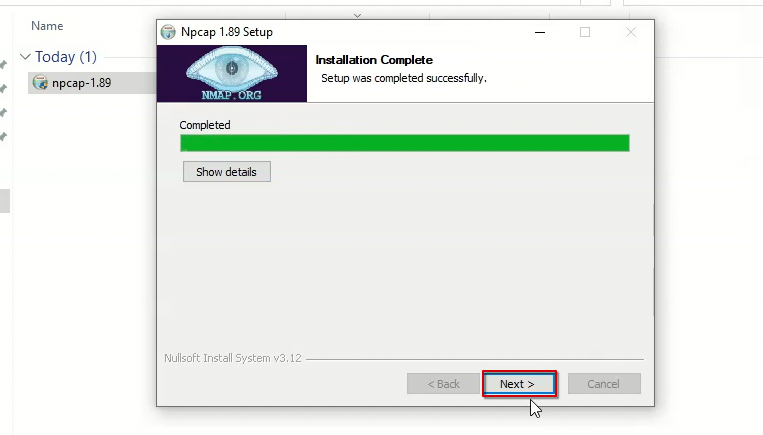 Name
Today (1)
npcap-1.89
Npcap 1.89 Setup
NMAP.ORG
Installation Complete
Setup was completed successfully.
Completed
Show details
Nullsoft Install System v3.12
< Back
Next >
Cancel